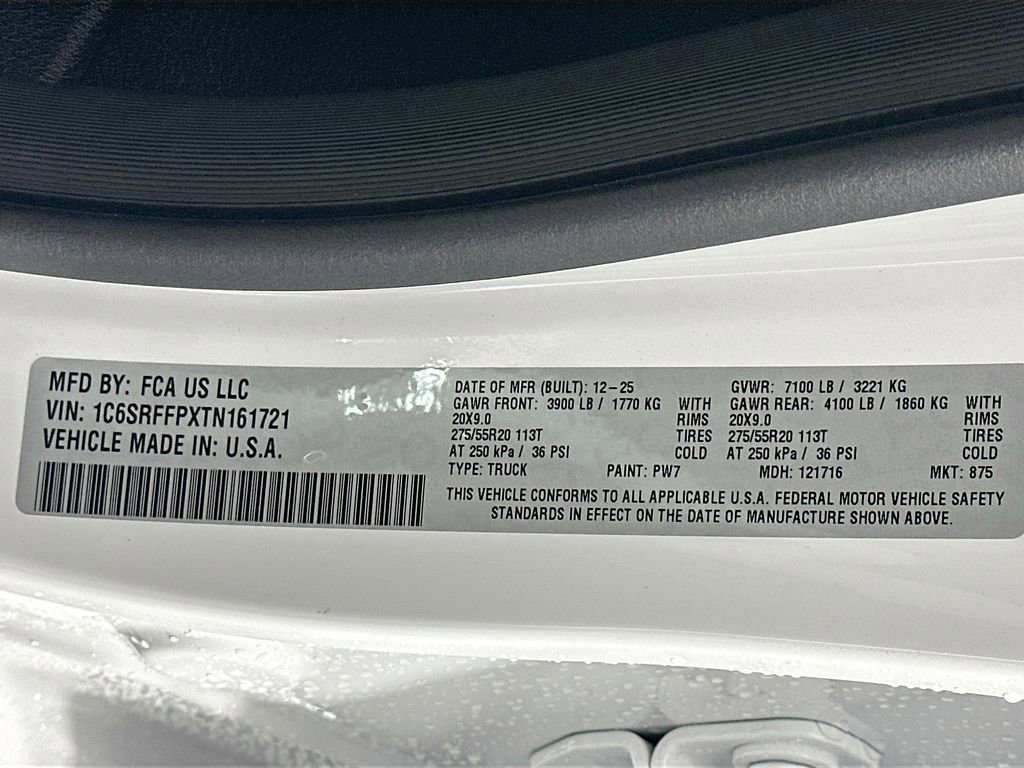 MFD BY: FCA US LLC
VIN: 1C6SRFFPXTN161721
VEHICLE MADE IN: U.S.A.
DATE OF MFR (BUILT): 12-25
GAWR FRONT: 3900 LB / 1770 KG WITH
20X9.0 RIMS
275/55R20 113T TIRES
AT 250 kPa / 36 PSI COLD
TYPE: TRUCK PAINT: PW7
GVWR: 7100 LB / 3221 KG
GAWR REAR: 4100 LB / 1860 KG WITH
20X9.0 RIMS
275/55R20 113T TIRES
AT 250 kPa / 36 PSI COLD
MDH: 121716 MKT: 875
THIS VEHICLE CONFORMS TO ALL APPLICABLE U.S.A. FEDERAL MOTOR VEHICLE SAFETY
STANDARDS IN EFFECT ON THE DATE OF MANUFACTURE SHOWN ABOVE.